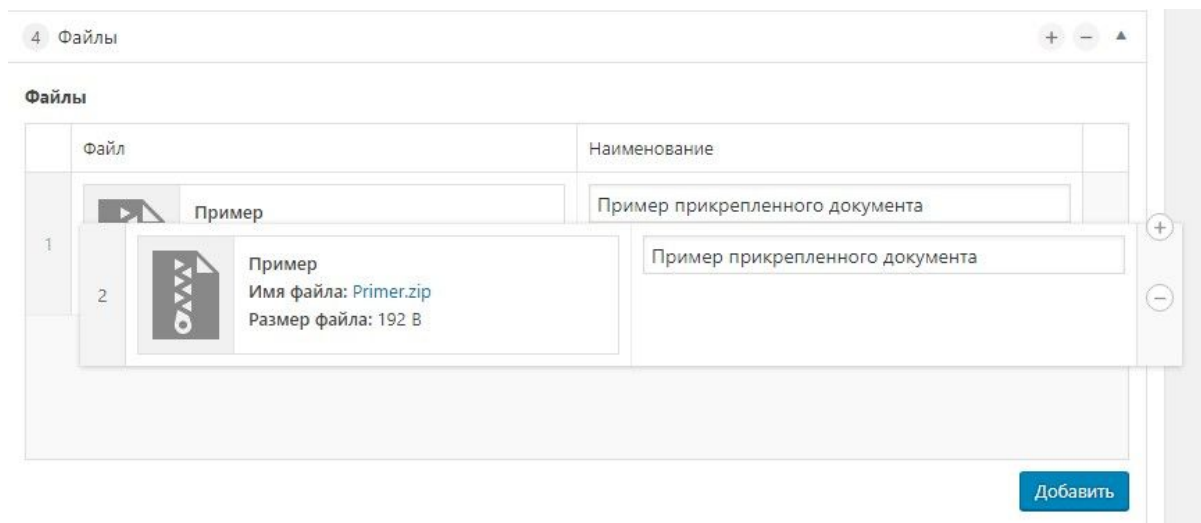 4 Файлы
Файлы
Файл Наименование
1
Пример Пример прикрепленного документа
2
Пример Пример прикрепленного документа
Имя файла: Primer.zip
Размер файла: 192 B
Добавить